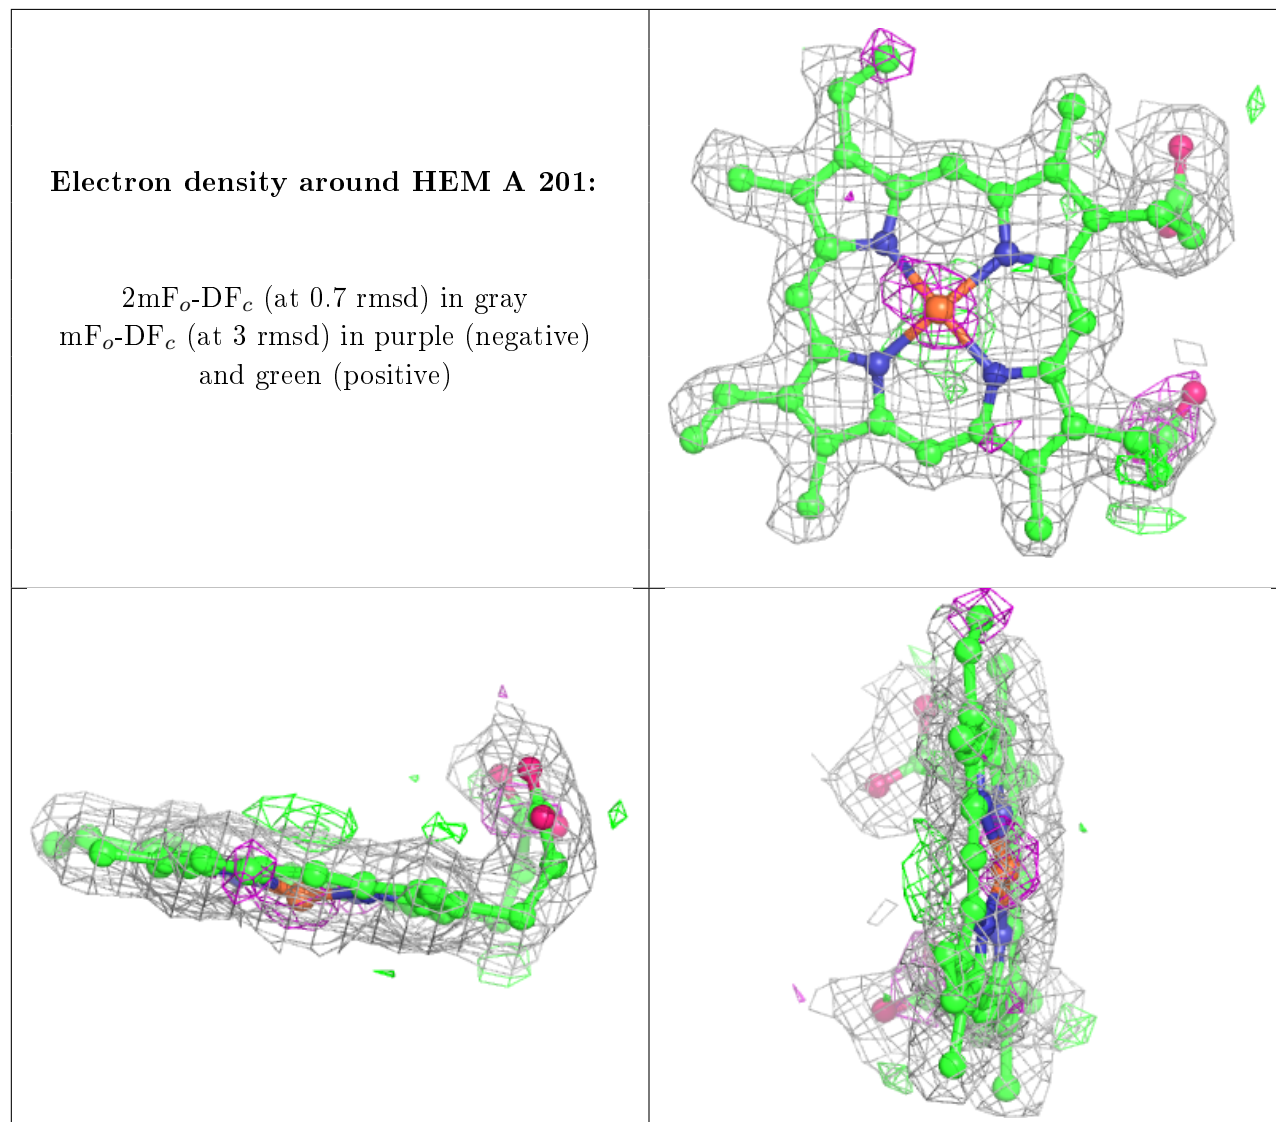 Electron density around HEM A 201:
2mFo-DFc (at 0.7 rmsd) in gray
mFo-DFc (at 3 rmsd) in purple (negative)
and green (positive)